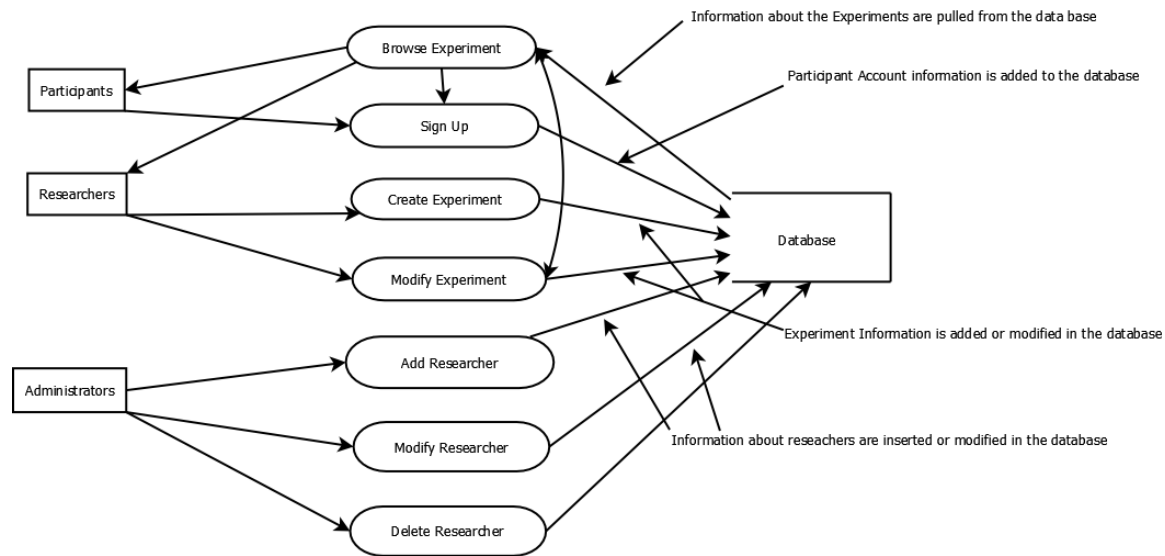 Information about the Experiments are pulled from the data base
Browse Experiment
Participant Account information is added to the database
Participants
Sign Up
Researchers
Create Experiment
Database
Modify Experiment
Experiment Information is added or modified in the database
Add Researcher
Administrators
Modify Researcher
Information about reseachers are inserted or modified in the database
Delete Researcher